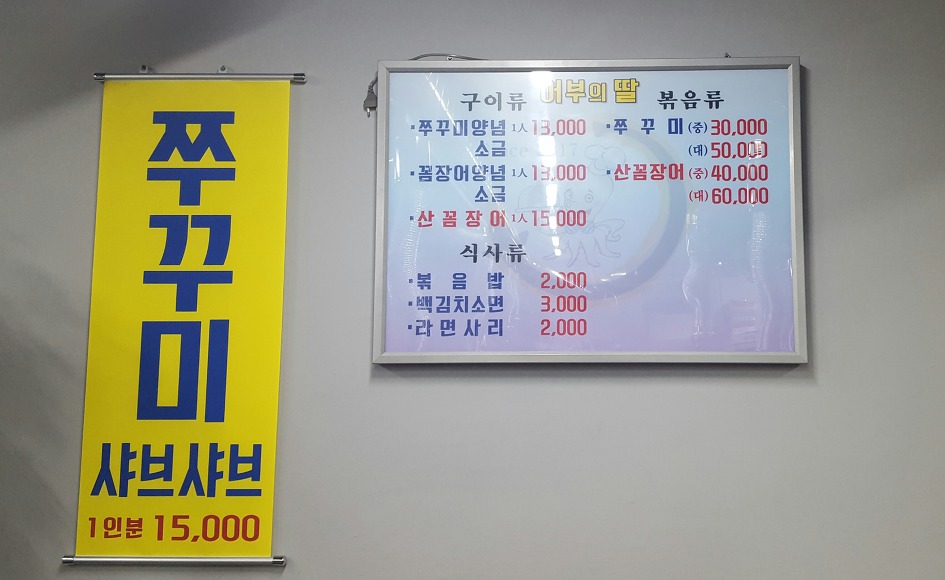 쭈꾸미
샤브샤브
1인분 15,000
어부의 딸
구이류
·쭈꾸미양념 1人 13,000
소금
·꼼장어양념 1人 13,000
소금
·산꼼장어 1人 15,000
식사류
·볶음밥 2,000
·백김치소면 3,000
·라면사리 2,000
볶음류
·쭈꾸미 (중) 30,000
(대) 50,000
·산꼼장어 (중) 40,000
(대) 60,000